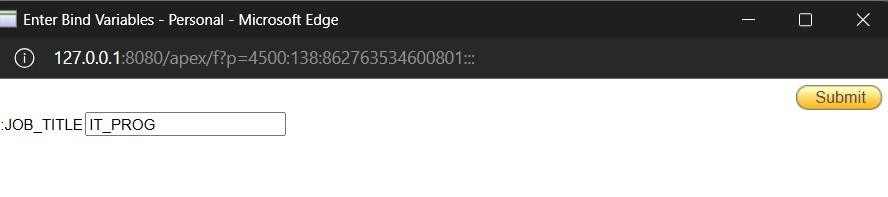 Enter Bind Variables - Personal - Microsoft Edge
127.0.0.1:8080/apex/f?p=4500:138:862763534600801:::
Submit
:JOB_TITLE IT_PROG